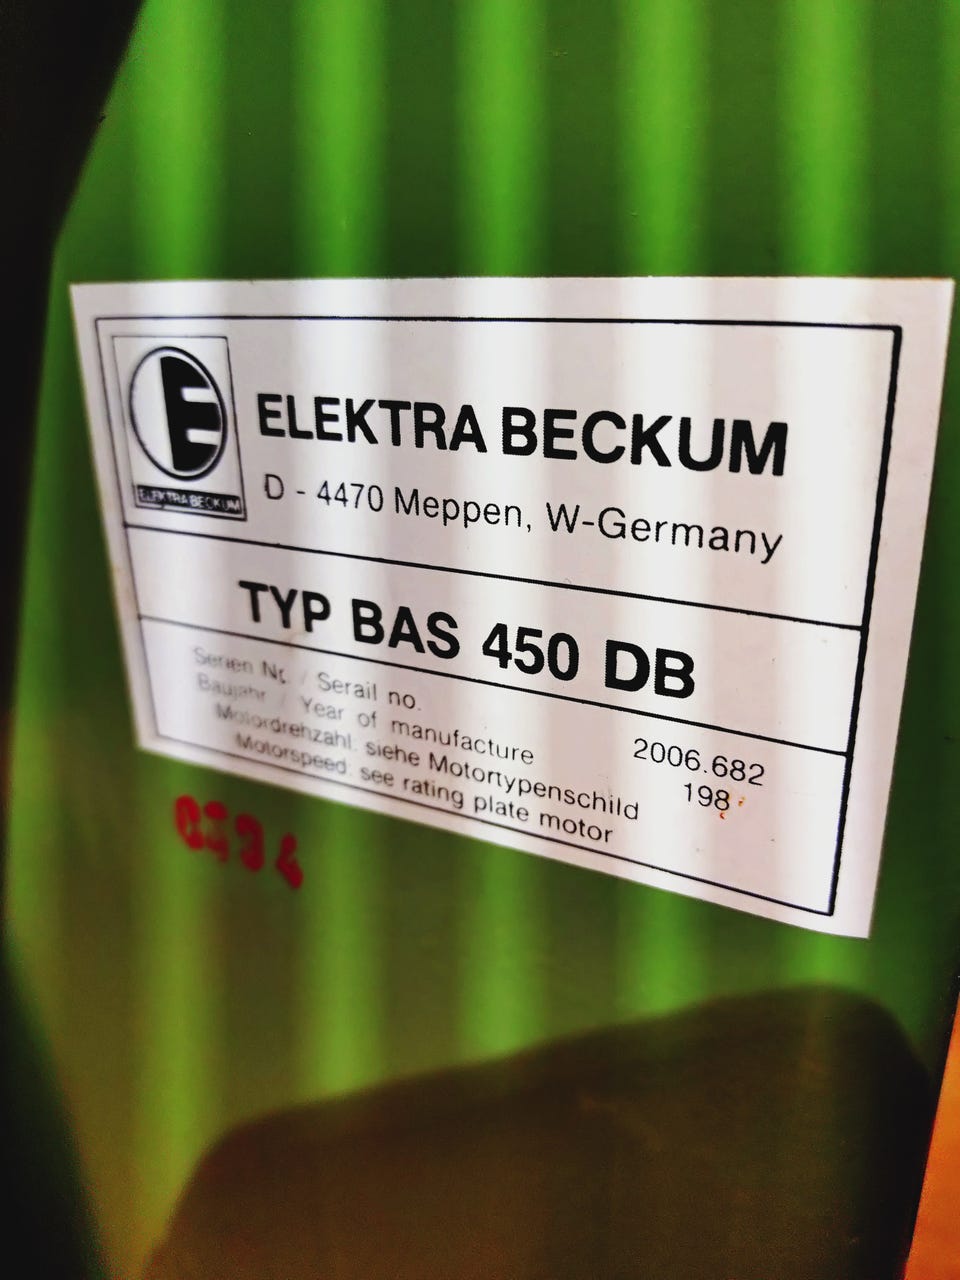 ELEKTRA BECKUM
ELEKTRA BECKUM
D - 4470 Meppen, W-Germany
TYP BAS 450 DB
Serien Nr. / Serail no. 2006.682
Baujahr / Year of manufacture 198
Motordrehzahl: siehe Motortypenschild
Motorspeed: see rating plate motor